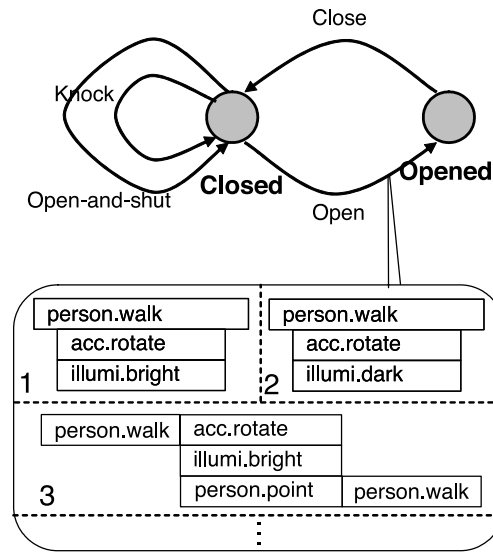 Close
Knock
Closed
Opened
Open-and-shut
Open
person.walk
acc.rotate
illumi.bright
1
person.walk
acc.rotate
illumi.dark
2
person.walk acc.rotate
illumi.bright
person.point person.walk
3